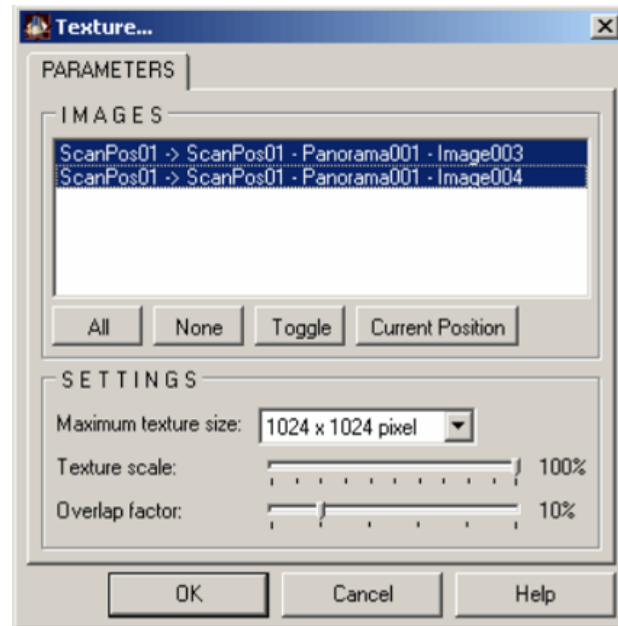 Texture...
PARAMETERS
IMAGES
ScanPos01 -> ScanPos01 - Panorama001 - Image003
ScanPos01 -> ScanPos01 - Panorama001 - Image004
All None Toggle Current Position
SETTINGS
Maximum texture size: 1024 x 1024 pixel
Texture scale: 100%
Overlap factor: 10%
OK Cancel Help